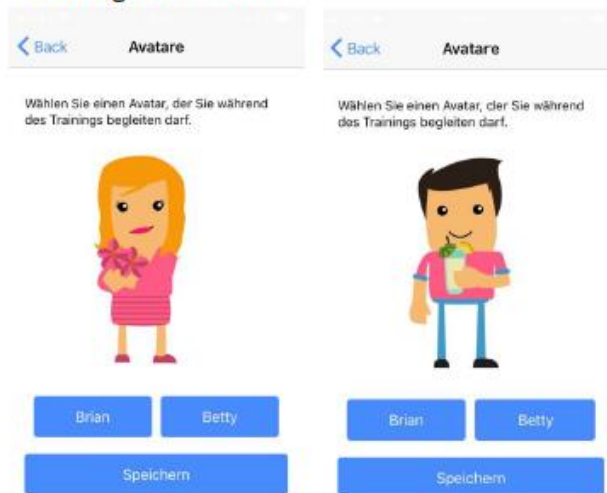 Back Avatare
Wählen Sie einen Avatar, der Sie während
des Trainings begleiten darf.
Brian Betty
Speichern
Back Avatare
Wählen Sie einen Avatar, der Sie während
des Trainings begleiten darf.
Brian Betty
Speichern